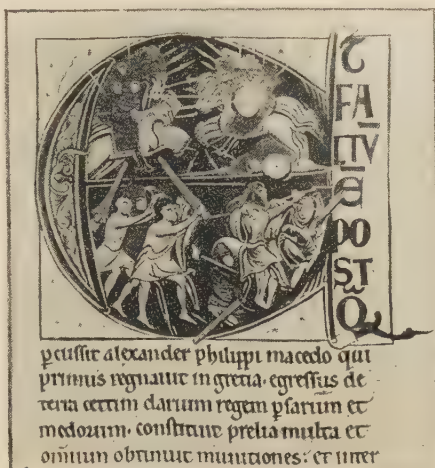 T
FA
CTV
E
PO
ST
Q
pcussit alexander philippi macedo qui
primus regnauit in gretia. egressus de
terra cettim darium regem psarum et
medorum. constituit prelia multa et
omnium obtinuit munitiones: et inter